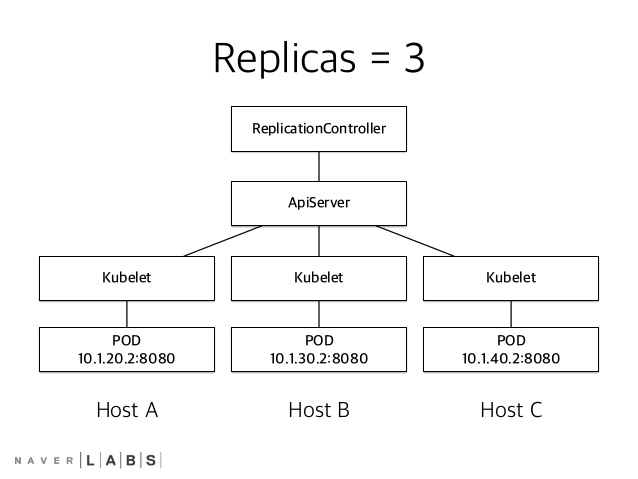 Replicas = 3
ReplicationController
ApiServer
Kubelet
Kubelet
Kubelet
POD
10.1.20.2:8080
POD
10.1.30.2:8080
POD
10.1.40.2:8080
Host A
Host B
Host C
NAVER LABS